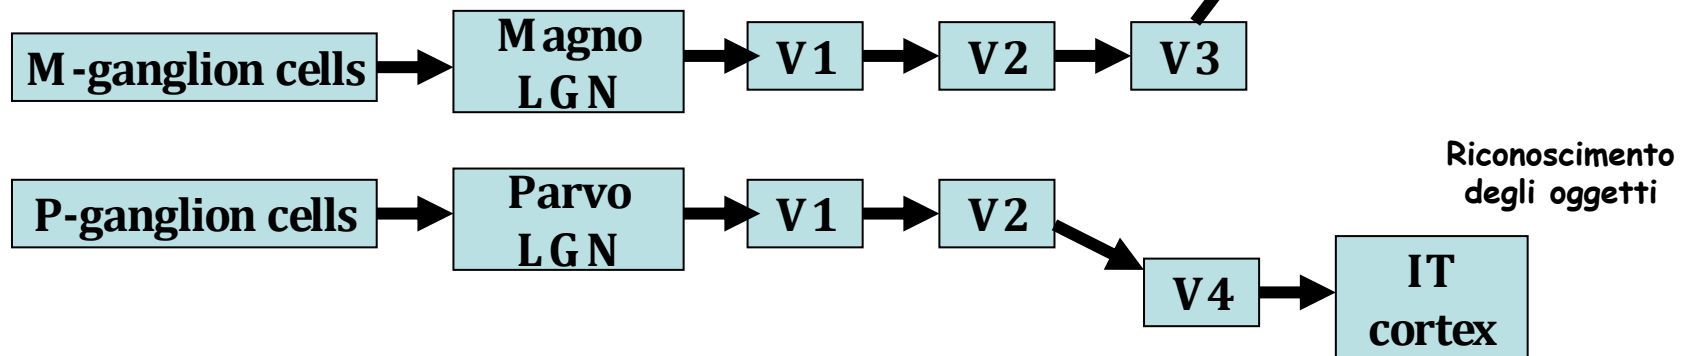 M-ganglion cells
Magno
LGN
V1
V2
V3
Riconoscimento
degli oggetti
P-ganglion cells
Parvo
LGN
V1
V2
V4
IT
cortex